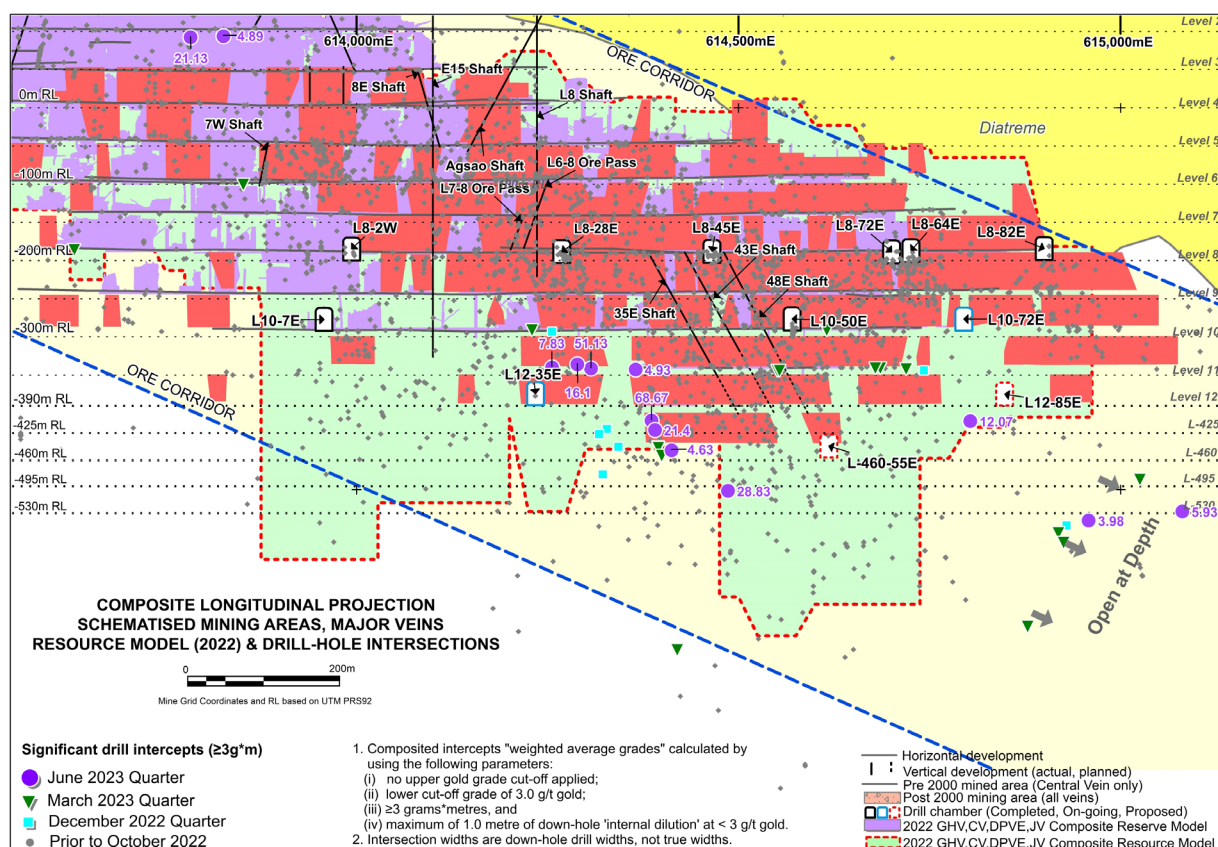 614,000mE
614,500mE
615,000mE
Level 2
4.89
21.13
ORE CORRIDOR
E15 Shaft
8E Shaft
Level 3
0m RL
L8 Shaft
Level 4
7W Shaft
Diatreme
Level 5
Agsao Shaft
L6-8 Ore Pass
-100m RL
L7-8 Ore Pass
Level 6
Level 7
L8-2W
L8-28E
L8-45E
L8-72E
L8-64E
L8-82E
-200m RL
43E Shaft
Level 8
35E Shaft
48E Shaft
Level 9
L10-7E
L10-50E
L10-72E
-300m RL
Level 10
7.83
51.13
ORE CORRIDOR
L12-35E
16.1
4.93
Level 11
-390m RL
68.67
L12-85E
Level 12
-425m RL
21.4
12.07
L-425
-460m RL
4.63
L-460-55E
L-460
-495m RL
28.83
L-495
-530m RL
3.98
5.93
L-530
Open at Depth
COMPOSITE LONGITUDINAL PROJECTION
SCHEMATISED MINING AREAS, MAJOR VEINS
RESOURCE MODEL (2022) & DRILL-HOLE INTERSECTIONS
0
200m
Mine Grid Coordinates and RL based on UTM PRS92
Significant drill intercepts (≥3g*m)
June 2023 Quarter
March 2023 Quarter
December 2022 Quarter
Prior to October 2022
1. Composited intercepts "weighted average grades" calculated by
using the following parameters:
(i) no upper gold grade cut-off applied;
(ii) lower cut-off grade of 3.0 g/t gold;
(iii) ≥3 grams*metres, and
(iv) maximum of 1.0 metre of down-hole 'internal dilution' at < 3 g/t gold.
2. Intersection widths are down-hole drill widths, not true widths.
Horizontal development
Vertical development (actual, planned)
Pre 2000 mined area (Central Vein only)
Post 2000 mining area (all veins)
Drill chamber (Completed, On-going, Proposed)
2022 GHV,CV,DPVE,JV Composite Reserve Model
2022 GHV,CV,DPVE,JV Composite Resource Model